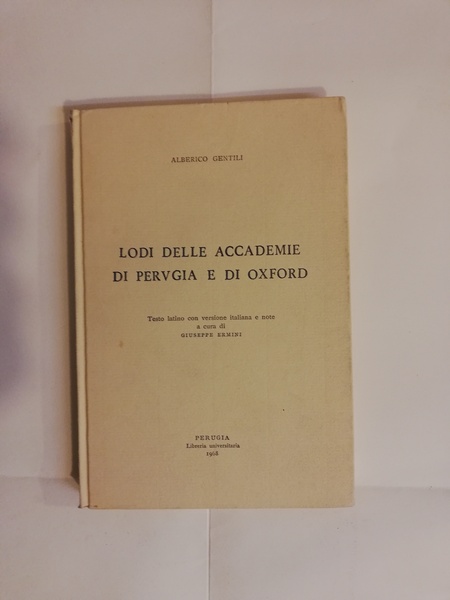 ALBERICO GENTILI
LODI DELLE ACCADEMIE
DI PERVGIA E DI OXFORD
Testo latino con versione italiana e note
a cura di
GIUSEPPE ERMINI
PERUGIA
Libreria universitaria
1968